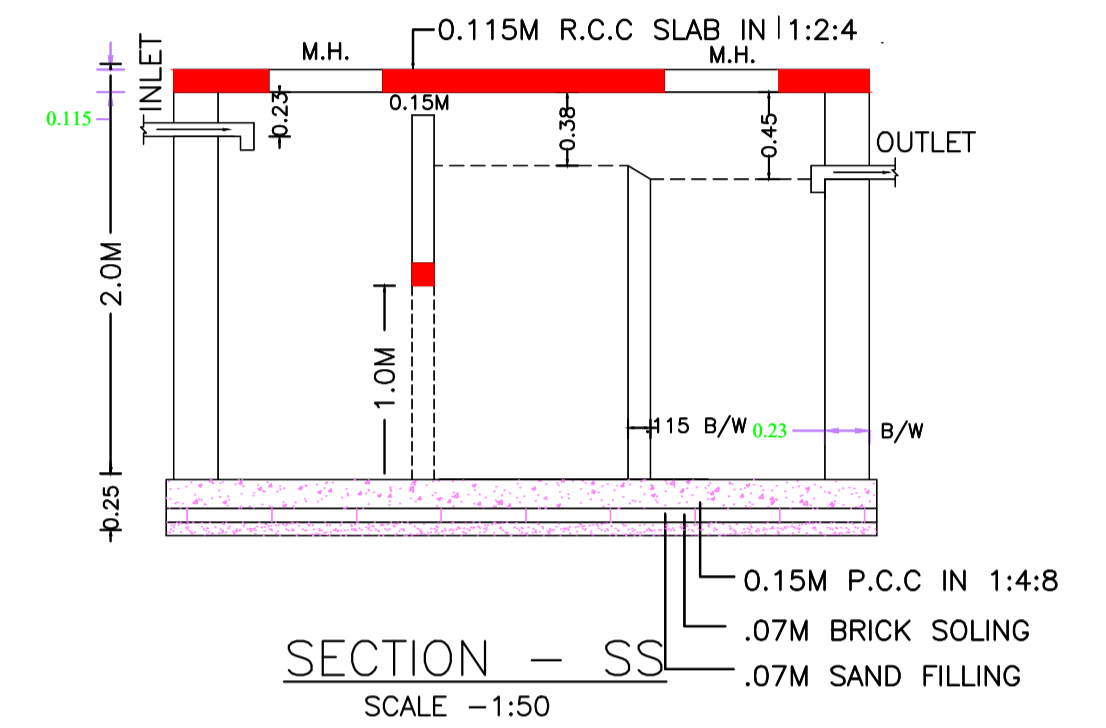 0.115M R.C.C SLAB IN 1:2:4
M.H.
M.H.
INLET
0.115
0.23
0.15M
0.38
0.45
OUTLET
2.0M
1.0M
.115 B/W
0.23
B/W
0.25
0.15M P.C.C IN 1:4:8
.07M BRICK SOLING
.07M SAND FILLING
SECTION - SS
SCALE -1:50